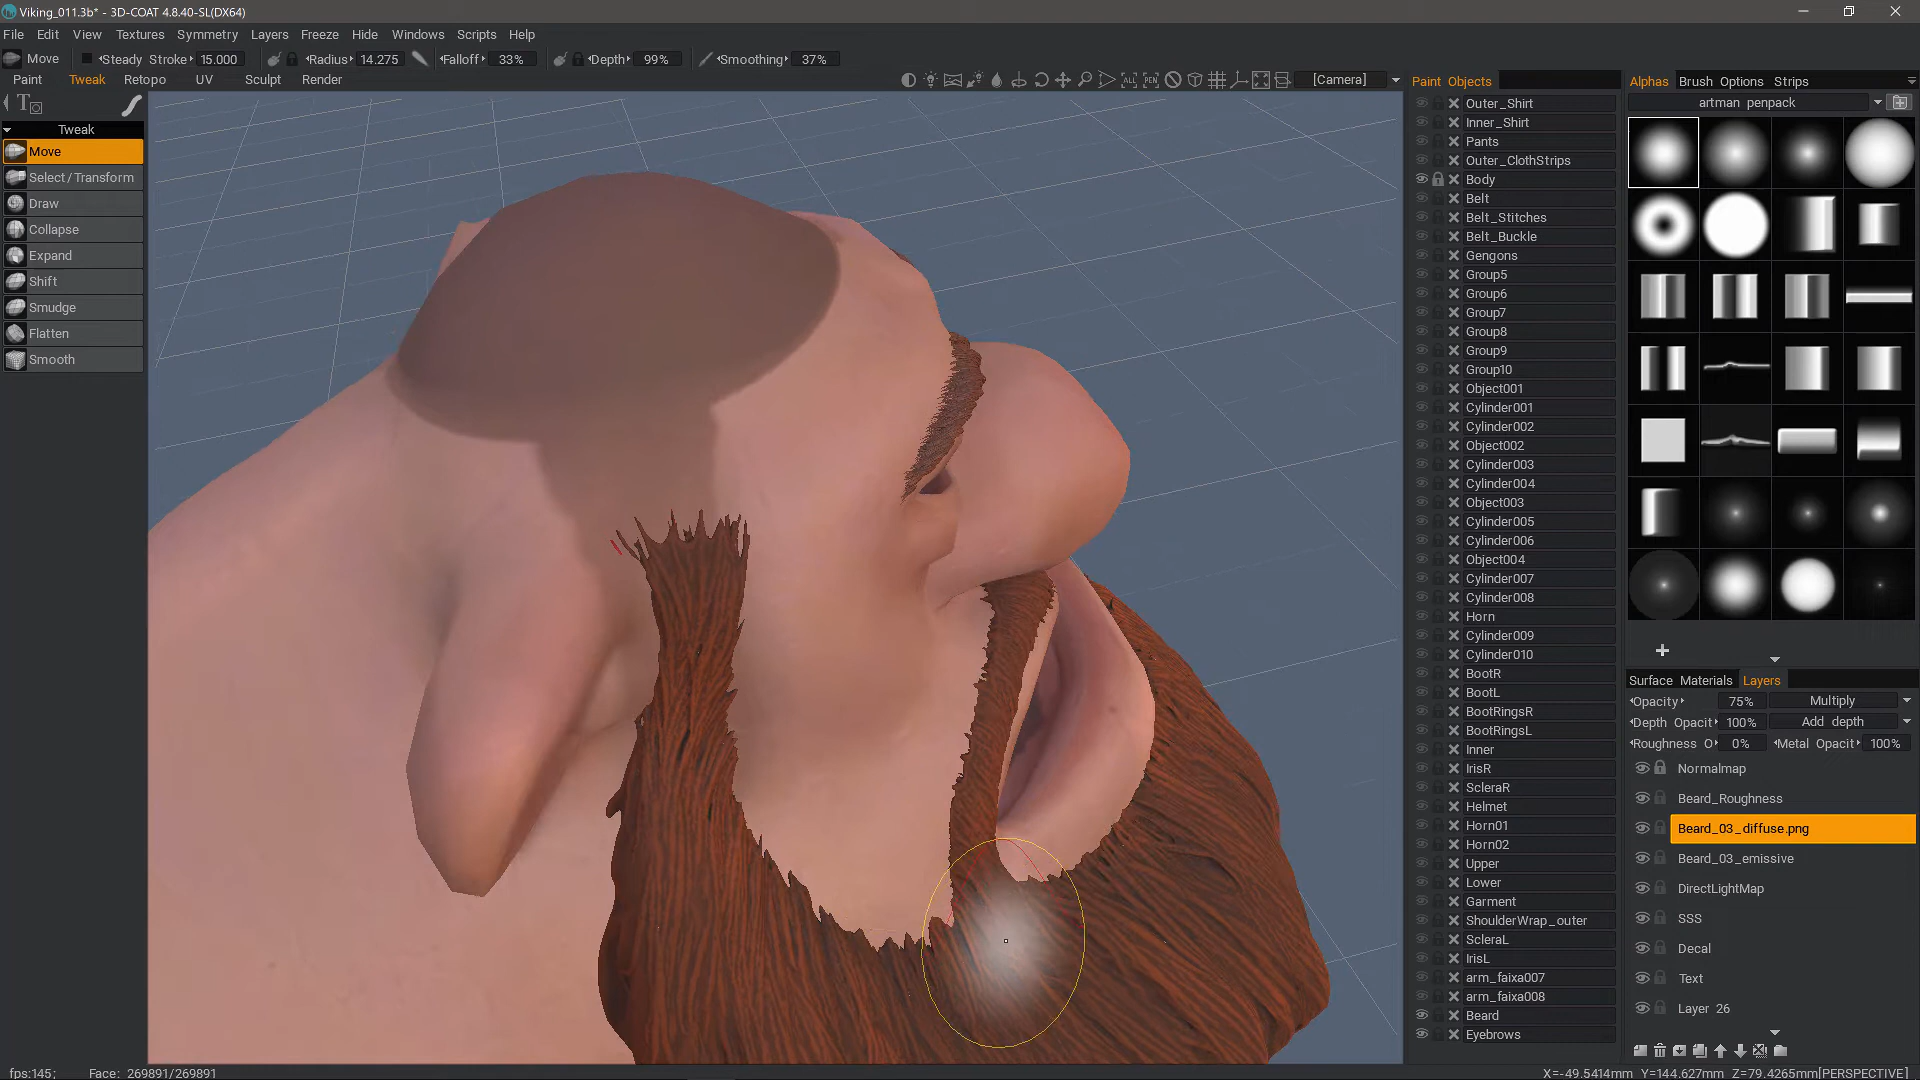 Viking_011.3b* - 3D-COAT 4.8.40-SL(DX64)
File Edit View Textures Symmetry Layers Freeze Hide Windows Scripts Help
Move Steady Stroke 15.000 Radius 14.275 Falloff 33% Depth 99% Smoothing 37%
Paint Tweak Retopo UV Sculpt Render
[Camera]
Tweak
Move
Select/Transform
Draw
Collapse
Expand
Shift
Smudge
Flatten
Smooth
Paint Objects
Outer_Shirt
Inner_Shirt
Pants
Outer_ClothStrips
Body
Belt
Belt_Stitches
Belt_Buckle
Gengons
Group5
Group6
Group7
Group8
Group9
Group10
Object001
Cylinder001
Cylinder002
Object002
Cylinder003
Cylinder004
Object003
Cylinder005
Cylinder006
Object004
Cylinder007
Cylinder008
Horn
Cylinder009
Cylinder010
BootR
BootL
BootRingsR
BootRingsL
Inner
IrisR
ScleraR
Helmet
Horn01
Horn02
Upper
Lower
Garment
ShoulderWrap_outer
ScleraL
IrisL
arm_faixa007
arm_faixa008
Beard
Eyebrows
Alphas Brush Options Strips
artman penpack
Surface Materials Layers
Opacity 75% Multiply
Depth Opacit 100% Add depth
Roughness O 0% Metal Opacit 100%
Normalmap
Beard_Roughness
Beard_03_diffuse.png
Beard_03_emissive
DirectLightMap
SSS
Decal
Text
Layer 26
fps:145; Face: 269891/269891
X=-49.5414mm Y=144.627mm Z=79.4265mm[PERSPECTIVE]